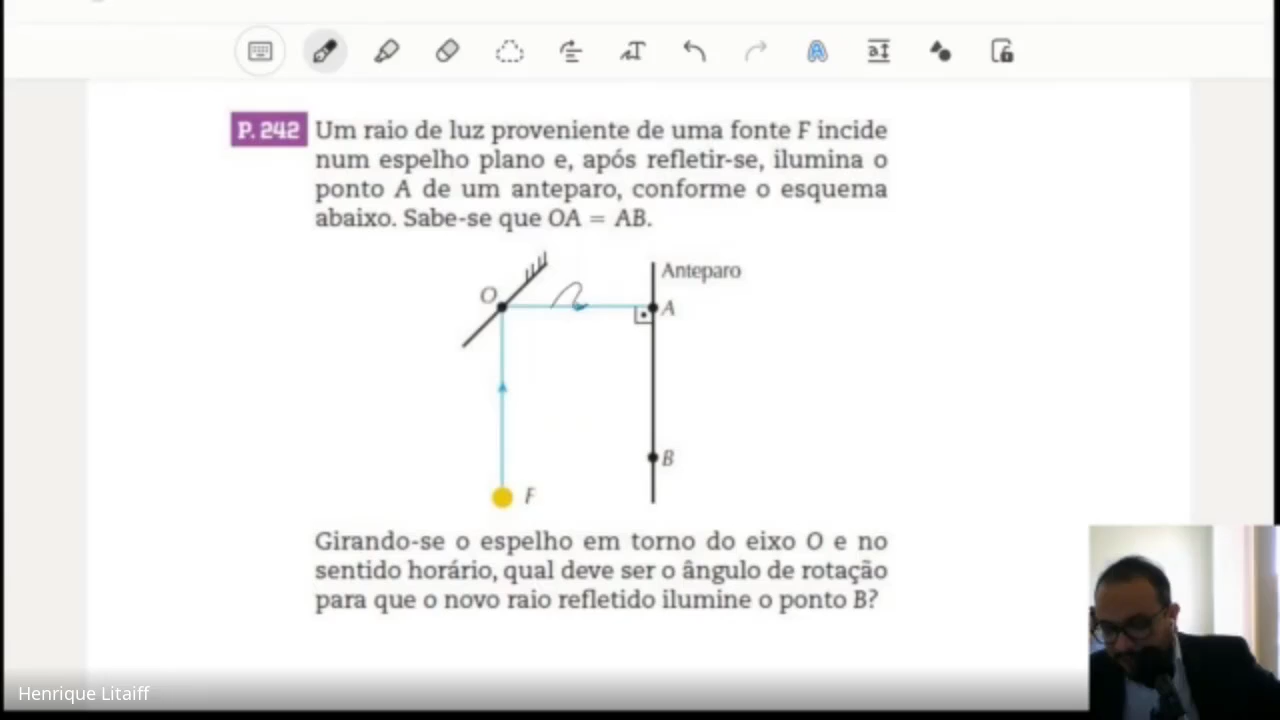 P. 242 Um raio de luz proveniente de uma fonte F incide
num espelho plano e, após refletir-se, ilumina o
ponto A de um anteparo, conforme o esquema
abaixo. Sabe-se que OA = AB.
Anteparo
O
A
B
F
Girando-se o espelho em torno do eixo O e no
sentido horário, qual deve ser o ângulo de rotação
para que o novo raio refletido ilumine o ponto B?
Henrique Litaiff